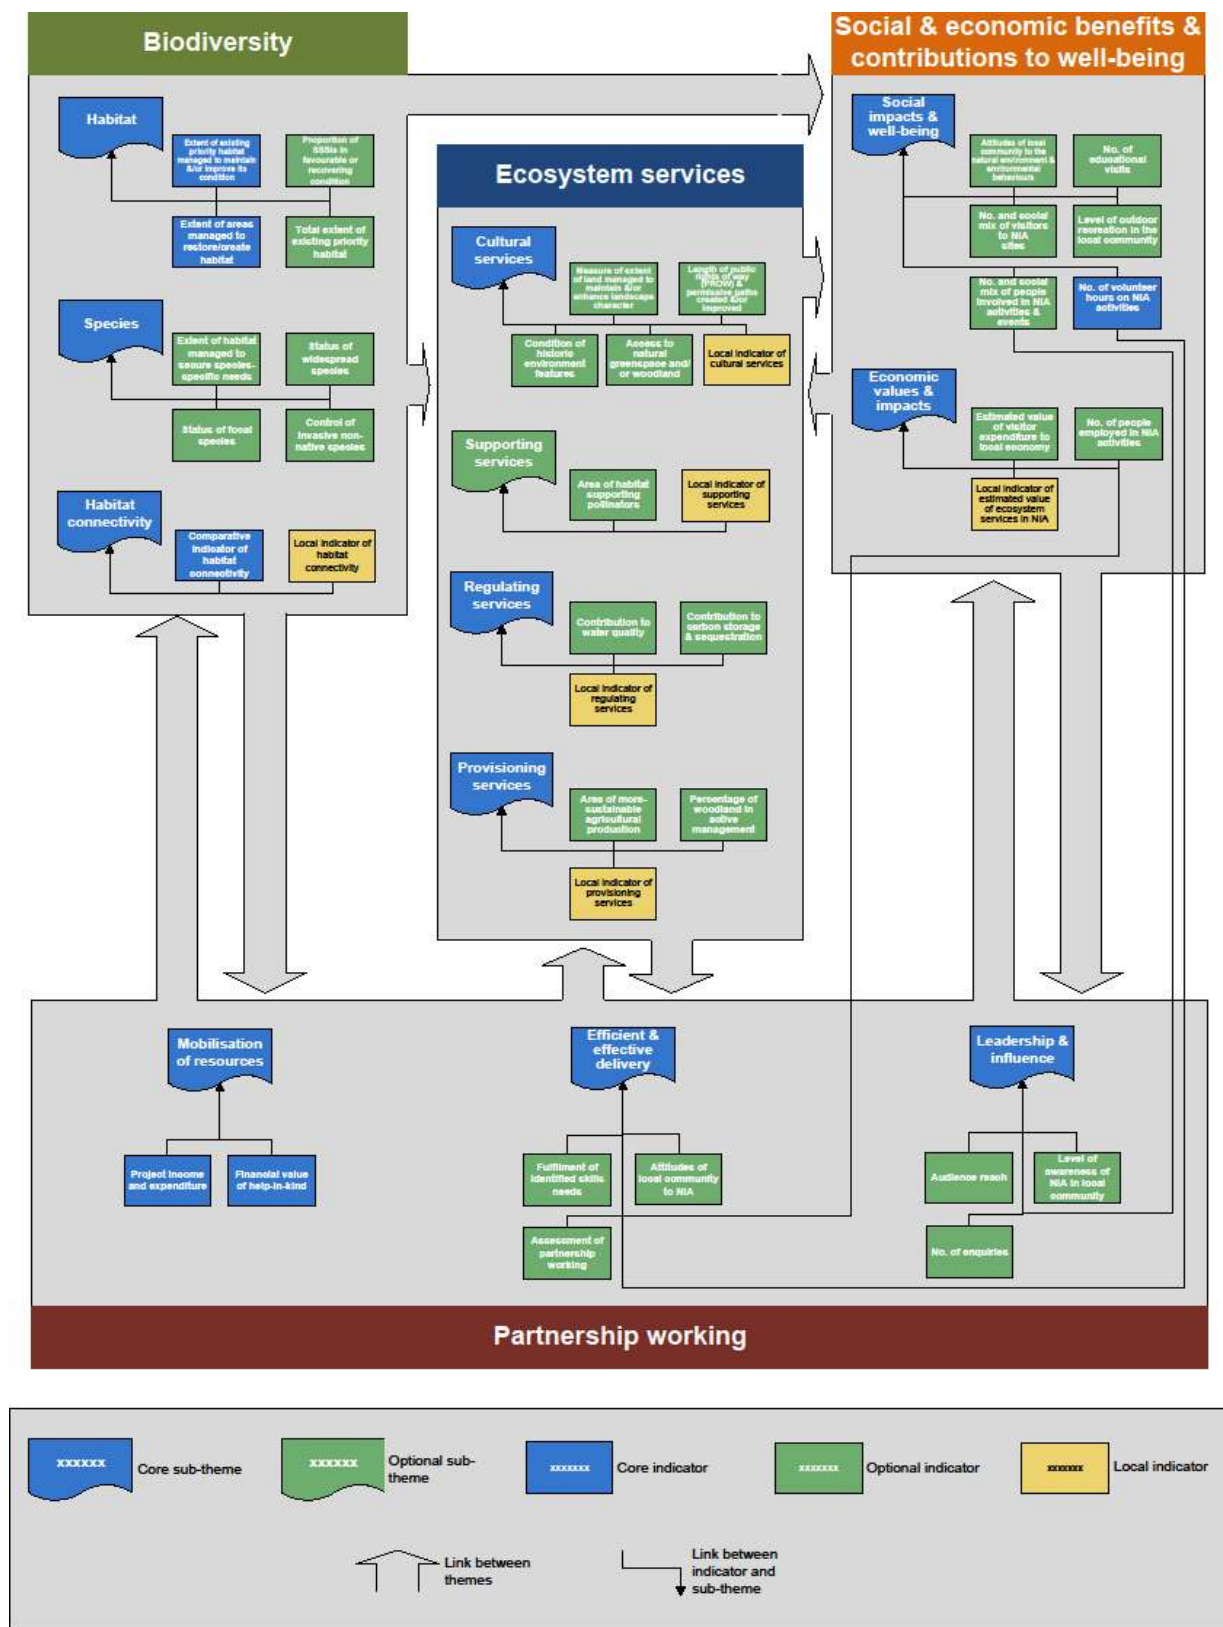 Biodiversity
Social & economic benefits &
contributions to well-being
Habitat
Extent of existing
priority habitat
managed to maintain
&/or improve its
condition
Proportion of
SSSIs in
favourable or
recovering
condition
Extent of areas
managed to
restore/create
habitat
Total extent of
existing priority
habitat
Species
Extent of habitat
managed to
secure species-
specific needs
Status of
widespread
species
Status of focal
species
Control of
invasive non-
native species
Habitat
connectivity
Comparative
indicator of
habitat
connectivity
Local indicator of
habitat
connectivity
Ecosystem services
Cultural
services
Measure of extent
of land managed to
maintain &/or
enhance landscape
character
Length of public
rights of way
(PROW) &
permissive paths
created &/or
improved
Condition of
historic
environment
features
Access to
natural
greenspace and/
or woodland
Local indicator of
cultural services
Supporting
services
Area of habitat
supporting
pollinators
Local indicator of
supporting
services
Regulating
services
Contribution to
water quality
Contribution to
carbon storage
& sequestration
Local indicator of
regulating
services
Provisioning
services
Area of more-
sustainable
agricultural
production
Percentage of
woodland in
active
management
Local indicator of
provisioning
services
Social
impacts &
well-being
Attitudes of local
community to the
natural environment &
environmental
behaviours
No. of
educational
visits
No. and social
mix of visitors
to NIA
sites
Level of outdoor
recreation in the
local community
No. and social
mix of people
involved in NIA
activities &
events
No. of volunteer
hours on NIA
activities
Economic
values &
impacts
Estimated value
of visitor
expenditure to
local economy
No. of people
employed in NIA
activities
Local indicator of
estimated value
of ecosystem
services in NIA
Mobilisation
of resources
Project income
and expenditure
Financial value
of help-in-kind
Efficient &
effective
delivery
Fulfilment of
identified skills
needs
Attitudes of
local community
to NIA
Assessment of
partnership
working
Leadership &
influence
Audience reach
Level of
awareness of
NIA in local
community
No. of enquiries
Partnership working
xxxxxx
Core sub-theme
xxxxxx
Optional sub-
theme
xxxxxxx
Core indicator
xxxxxxx
Optional indicator
xxxxxxx
Local indicator
Link between
themes
Link between
indicator and
sub-theme